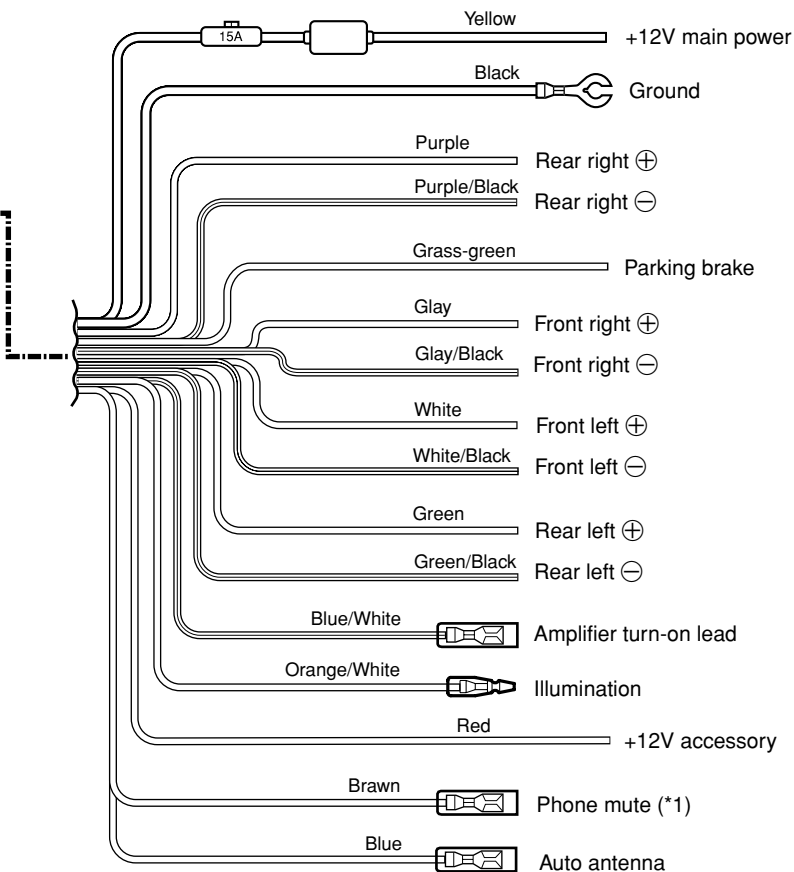 Yellow
15A
+12V main power
Black
Ground
Purple
Rear right ⊕
Purple/Black
Rear right ⊖
Grass-green
Parking brake
Glay
Front right ⊕
Glay/Black
Front right ⊖
White
Front left ⊕
White/Black
Front left ⊖
Green
Rear left ⊕
Green/Black
Rear left ⊖
Blue/White
Amplifier turn-on lead
Orange/White
Illumination
Red
+12V accessory
Brawn
Phone mute (*1)
Blue
Auto antenna